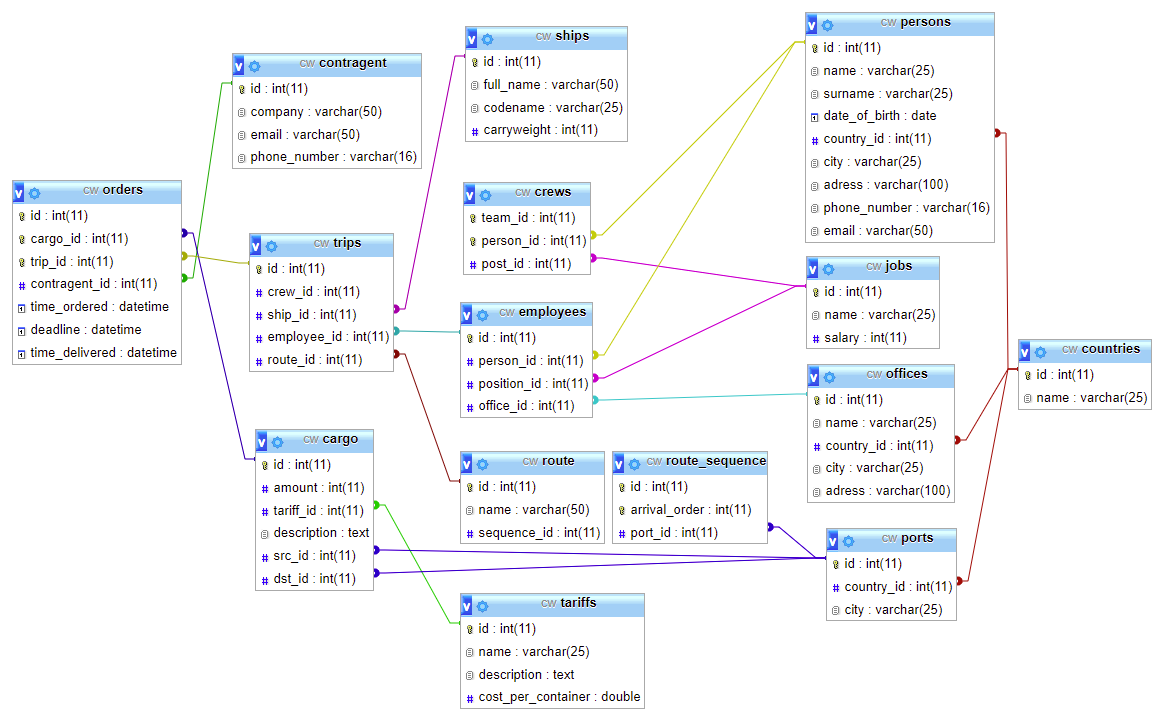 cw contragent
id : int(11)
company : varchar(50)
email : varchar(50)
phone_number : varchar(16)
cw ships
id : int(11)
full_name : varchar(50)
codename : varchar(25)
carryweight : int(11)
cw persons
id : int(11)
name : varchar(25)
surname : varchar(25)
date_of_birth : date
country_id : int(11)
city : varchar(25)
adress : varchar(100)
phone_number : varchar(16)
email : varchar(50)
cw orders
id : int(11)
cargo_id : int(11)
trip_id : int(11)
contragent_id : int(11)
time_ordered : datetime
deadline : datetime
time_delivered : datetime
cw trips
id : int(11)
crew_id : int(11)
ship_id : int(11)
employee_id : int(11)
route_id : int(11)
cw crews
team_id : int(11)
person_id : int(11)
post_id : int(11)
cw jobs
id : int(11)
name : varchar(25)
salary : int(11)
cw employees
id : int(11)
person_id : int(11)
position_id : int(11)
office_id : int(11)
cw offices
id : int(11)
name : varchar(25)
country_id : int(11)
city : varchar(25)
adress : varchar(100)
cw countries
id : int(11)
name : varchar(25)
cw cargo
id : int(11)
amount : int(11)
tariff_id : int(11)
description : text
src_id : int(11)
dst_id : int(11)
cw route
id : int(11)
name : varchar(50)
sequence_id : int(11)
cw route_sequence
id : int(11)
arrival_order : int(11)
port_id : int(11)
cw ports
id : int(11)
country_id : int(11)
city : varchar(25)
cw tariffs
id : int(11)
name : varchar(25)
description : text
cost_per_container : double